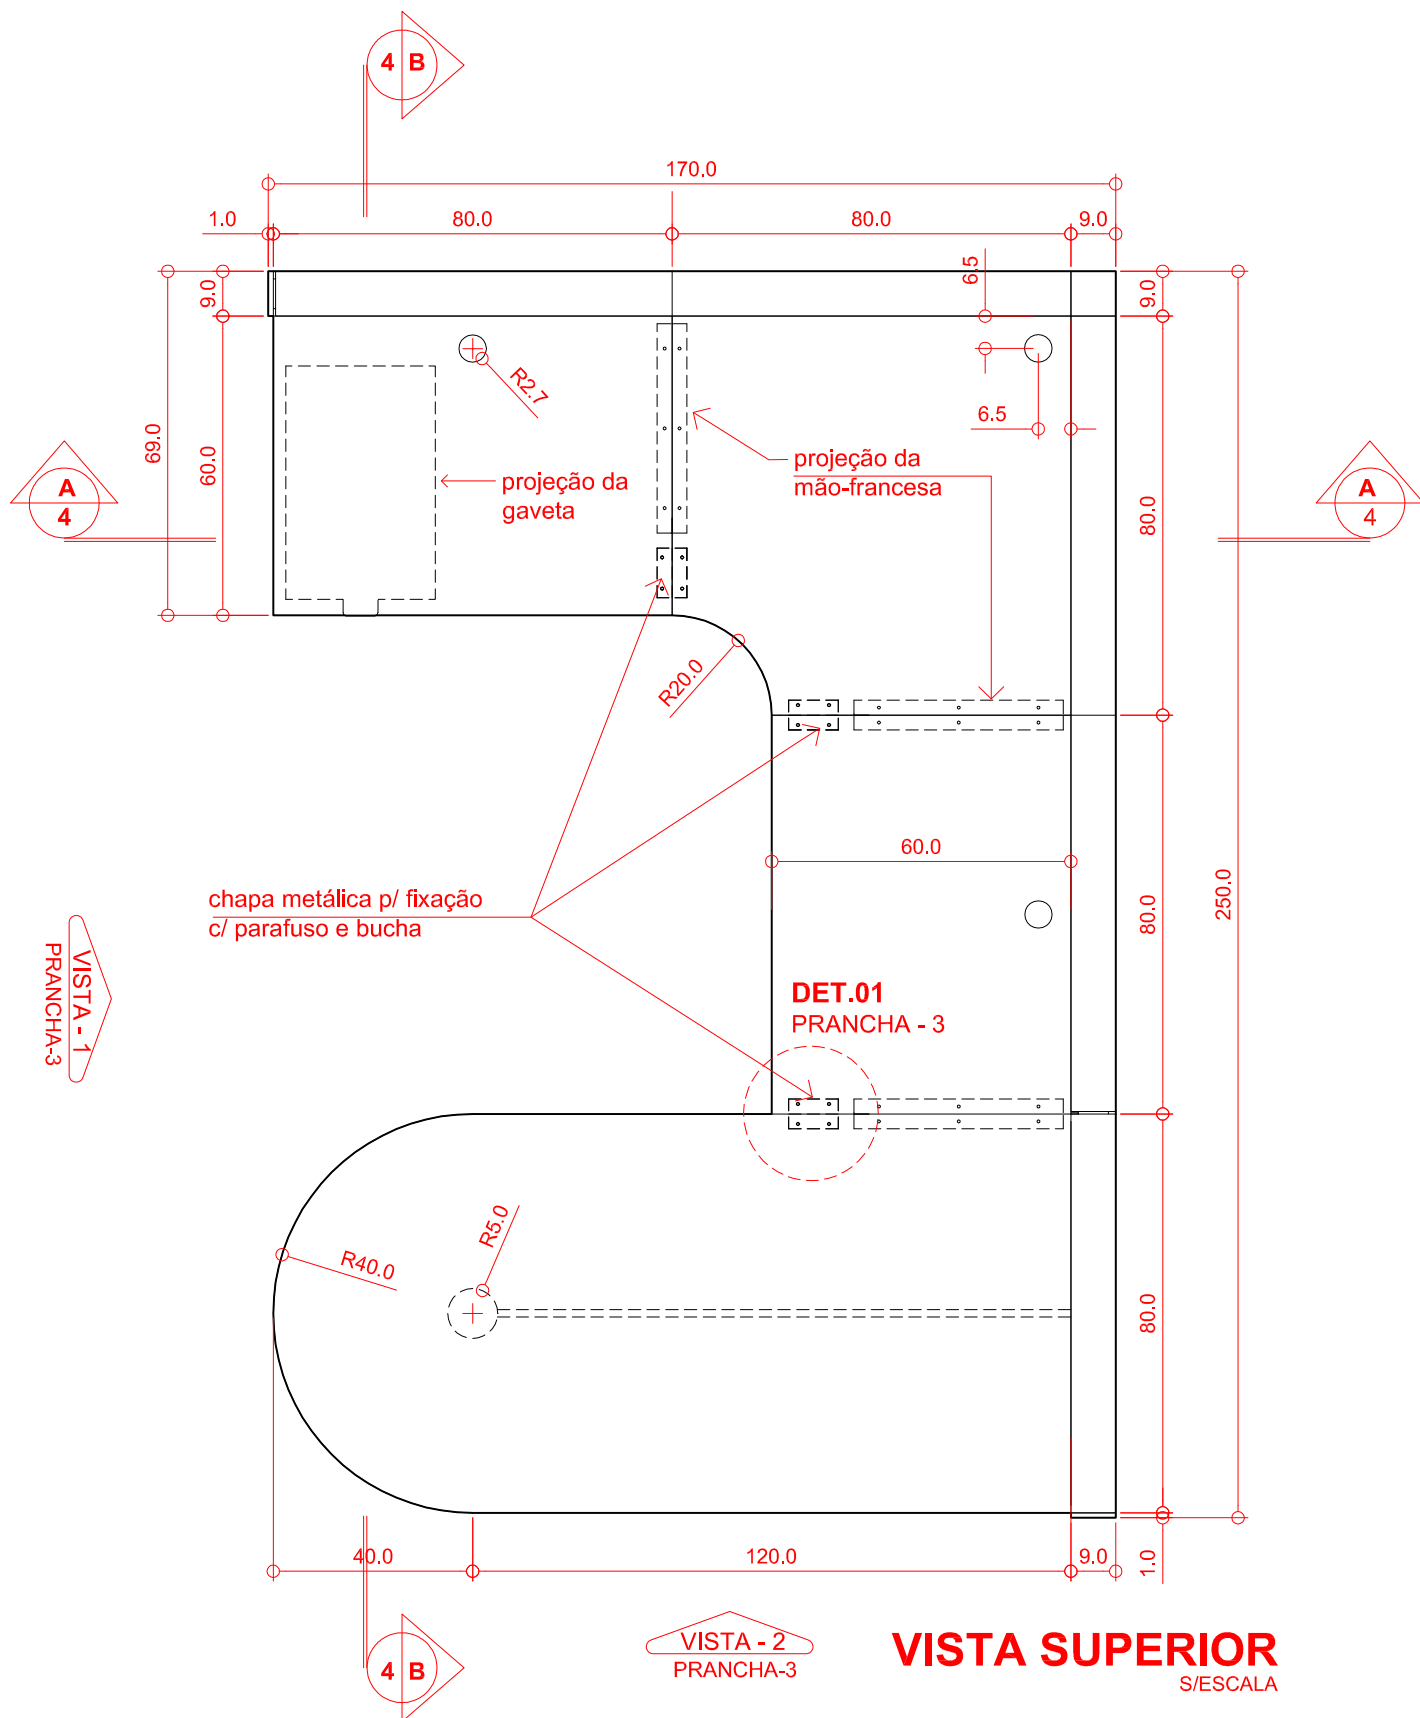 4 B
170.0
1.0
80.0
80.0
9.0
6.5
9.0
9.0
R2.7
6.5
69.0
60.0
projeção da
mão-francesa
projeção da
gaveta
A
4
A
4
80.0
R20.0
60.0
chapa metálica p/ fixação
c/ parafuso e bucha
80.0
250.0
VISTA - 1
PRANCHA-3
DET.01
PRANCHA - 3
R5.0
R40.0
80.0
40.0
120.0
9.0
1.0
4 B
VISTA - 2
PRANCHA-3
VISTA SUPERIOR
S/ESCALA